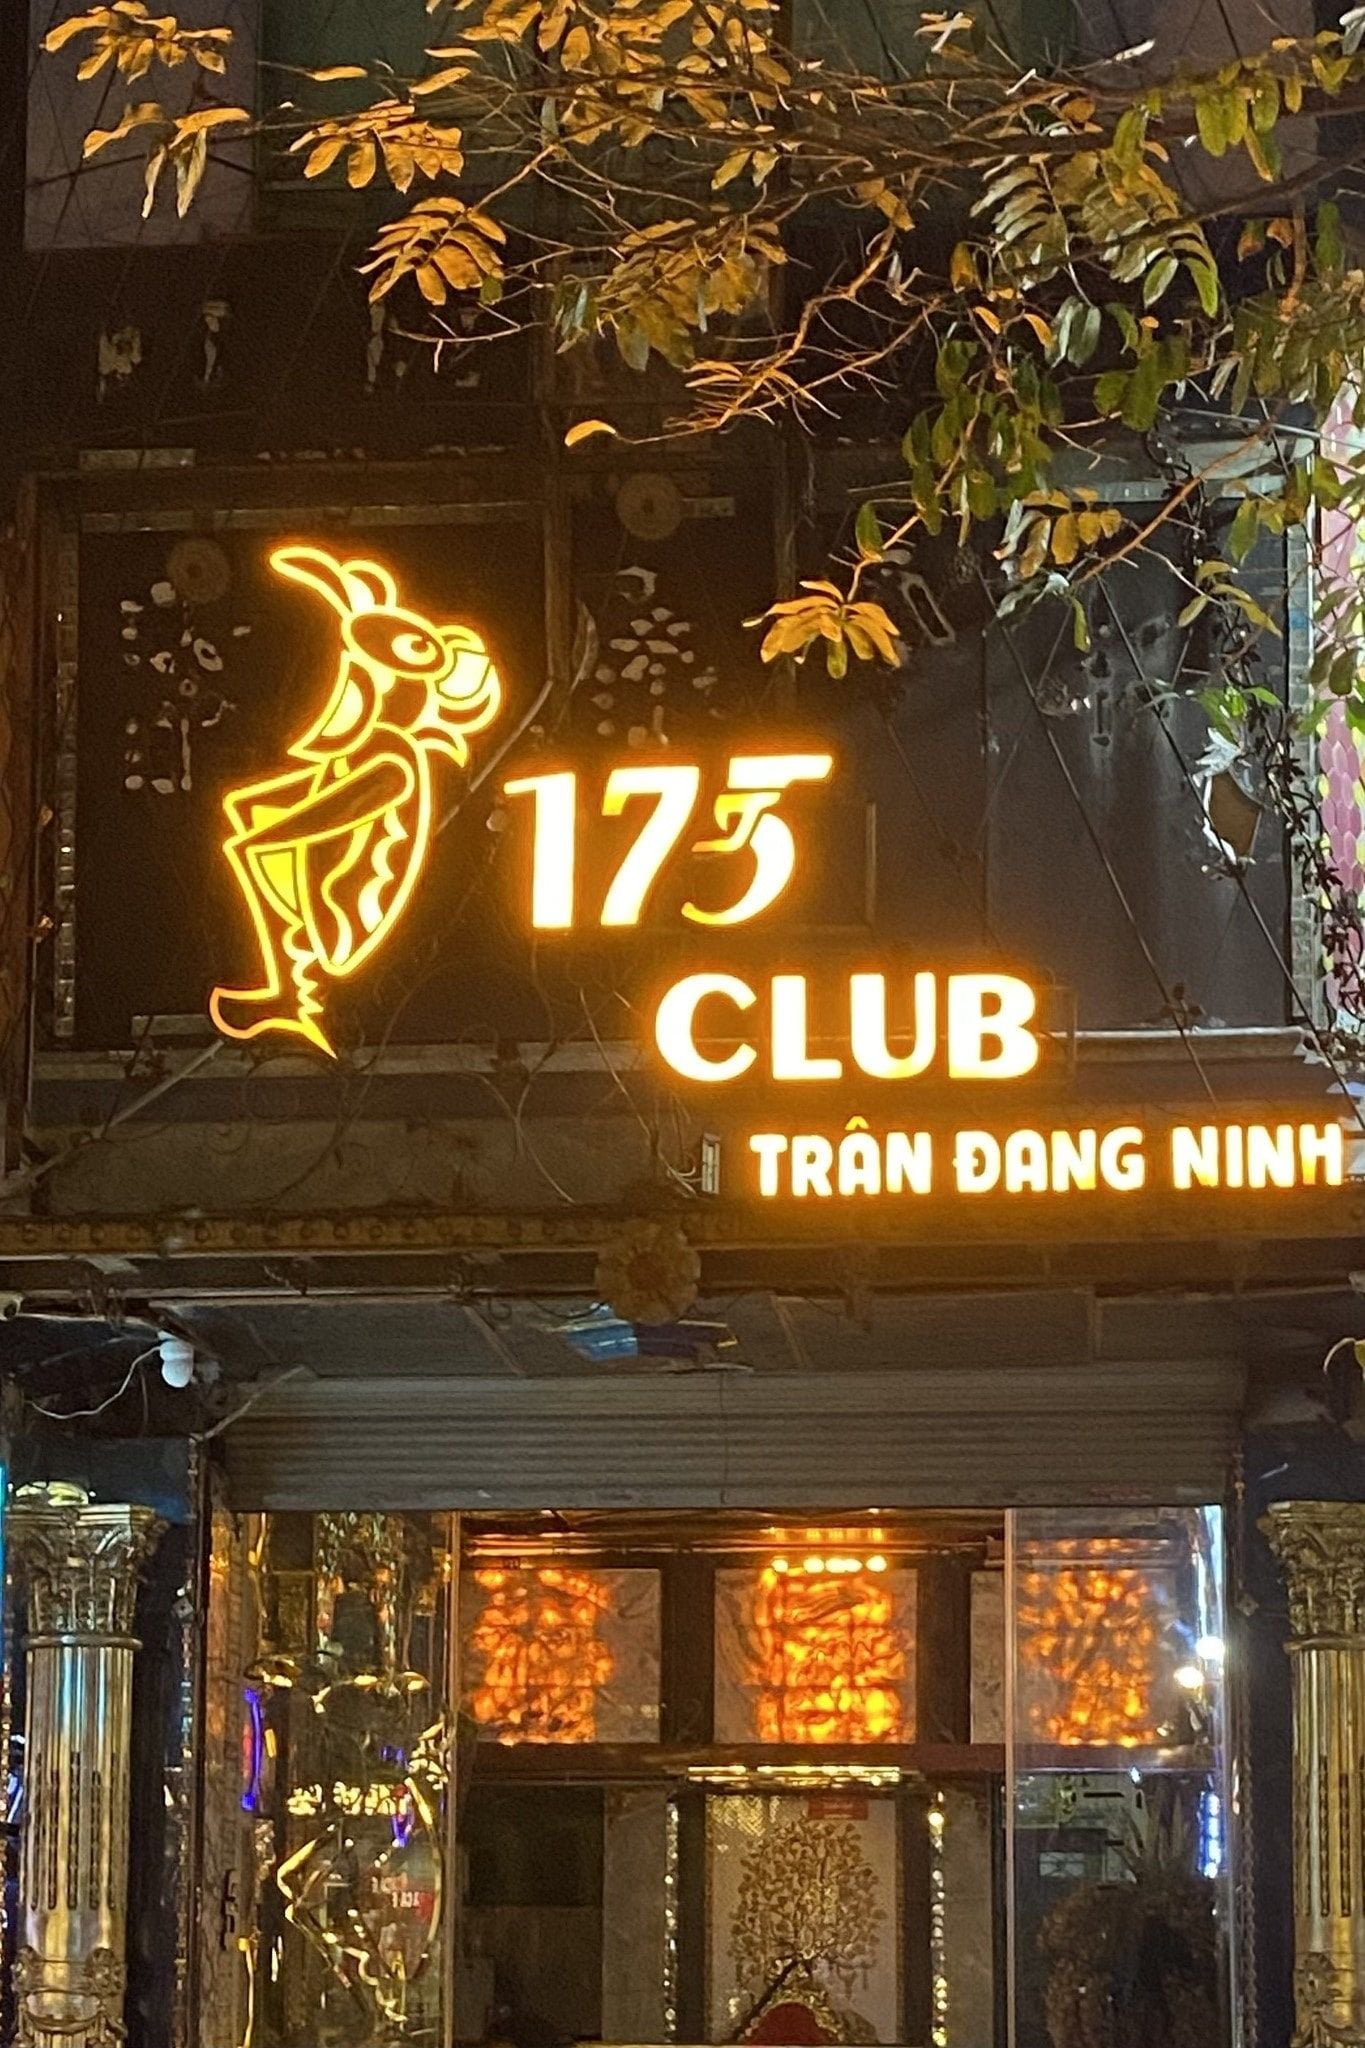 175
CLUB
TRÂN ĐANG NINH